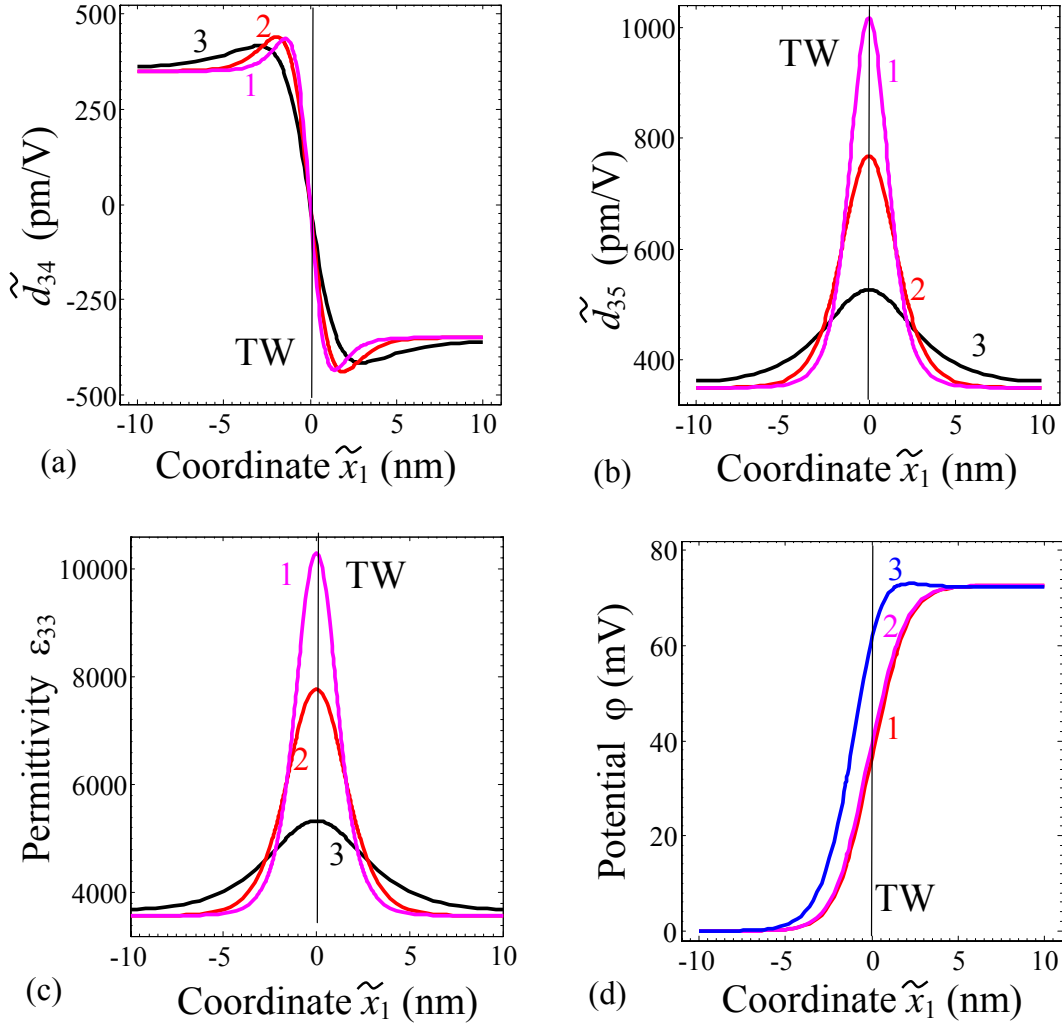 500
250
0
-250
-500
d̃34 (pm/V)
3
2
1
TW
-10 -5 0 5 10
(a) Coordinate x̃1 (nm)
1000
800
600
400
d̃35 (pm/V)
TW
1
2
3
-10 -5 0 5 10
(b) Coordinate x̃1 (nm)
10000
8000
6000
4000
Permittivity ε33
1
TW
2
3
-10 -5 0 5 10
(c) Coordinate x̃1 (nm)
80
60
40
20
0
Potential φ (mV)
3
2
1
TW
-10 -5 0 5 10
(d) Coordinate x̃1 (nm)